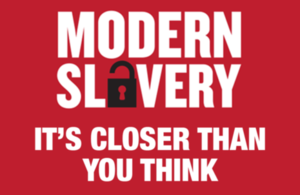 MODERN
SLAVERY
IT'S CLOSER THAN
YOU THINK